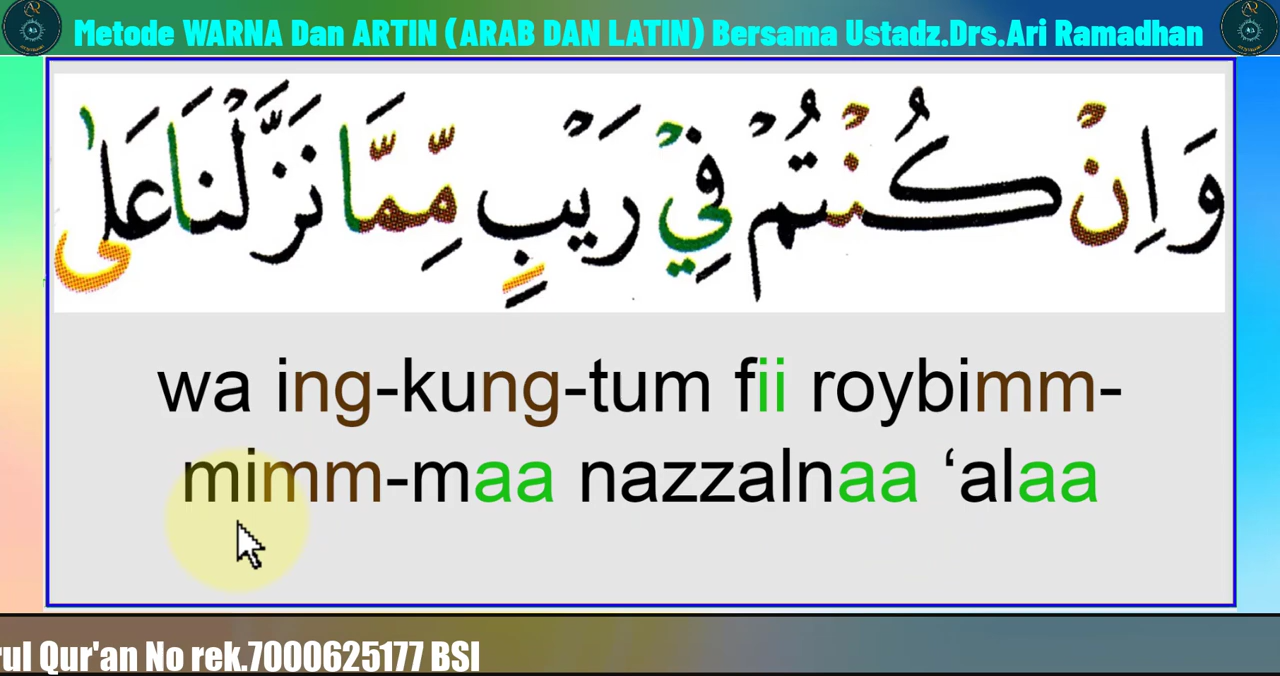 Metode WARNA Dan ARTIN (ARAB DAN LATIN) Bersama Ustadz.Drs.Ari Ramadhan
وَاِنْ كُنْتُمْ فِيْ رَيْبٍ مِّمَّا نَزَّلْنَا عَلٰى
wa ing-kung-tum fii roybimm-
mimm-maa nazzalnaa ‘alaa
rul Qur'an No rek.7000625177 BSI